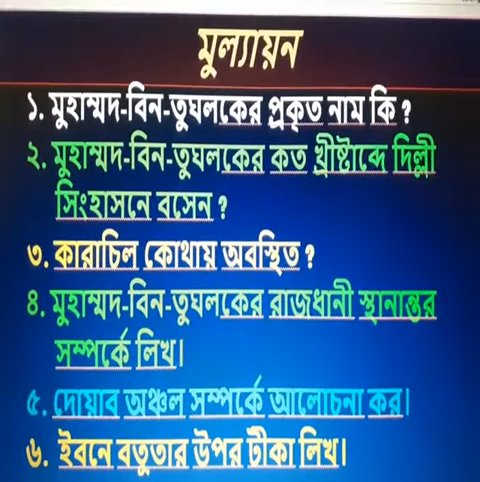 মুল্যায়ন
১. মুহাম্মদ-বিন-তুঘলকের প্রকৃত নাম কি ?
২. মুহাম্মদ-বিন-তুঘলকের কত খ্রীষ্টাব্দে দিল্লী
সিংহাসনে বসেন ?
৩. কারাচিল কোথায় অবস্থিত ?
৪. মুহাম্মদ-বিন-তুঘলকের রাজধানী স্থানান্তর
সম্পর্কে লিখ।
৫. দোয়াব অঞ্চল সম্পর্কে আলোচনা কর।
৬. ইবনে বতুতার উপর টীকা লিখ।